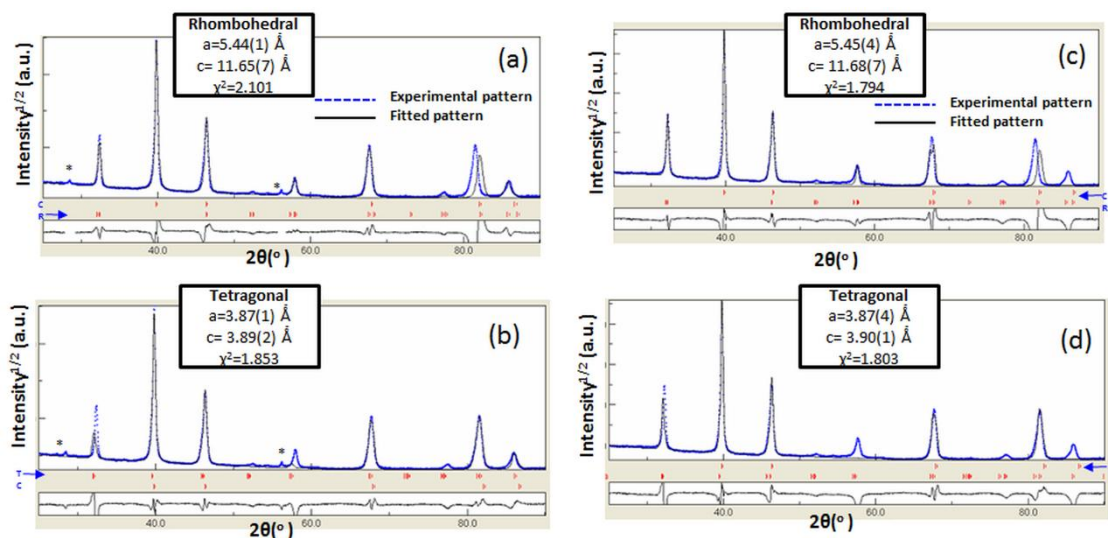 Rhombohedral
a=5.44(1) Å
c= 11.65(7) Å
χ²=2.101
(a)
Experimental pattern
Fitted pattern
Intensity^1/2 (a.u.)
*
*
C
R
40.0
60.0
80.0
2θ(°)
Rhombohedral
a=5.45(4) Å
c= 11.68(7) Å
χ²=1.794
(c)
Experimental pattern
Fitted pattern
Intensity^1/2 (a.u.)
C
R
40.0
60.0
80.0
2θ(°)
Tetragonal
a=3.87(1) Å
c= 3.89(2) Å
χ²=1.853
(b)
Intensity^1/2 (a.u.)
*
*
T
C
40.0
60.0
80.0
2θ(°)
Tetragonal
a=3.87(4) Å
c= 3.90(1) Å
χ²=1.803
(d)
Intensity^1/2 (a.u.)
40.0
60.0
80.0
2θ(°)